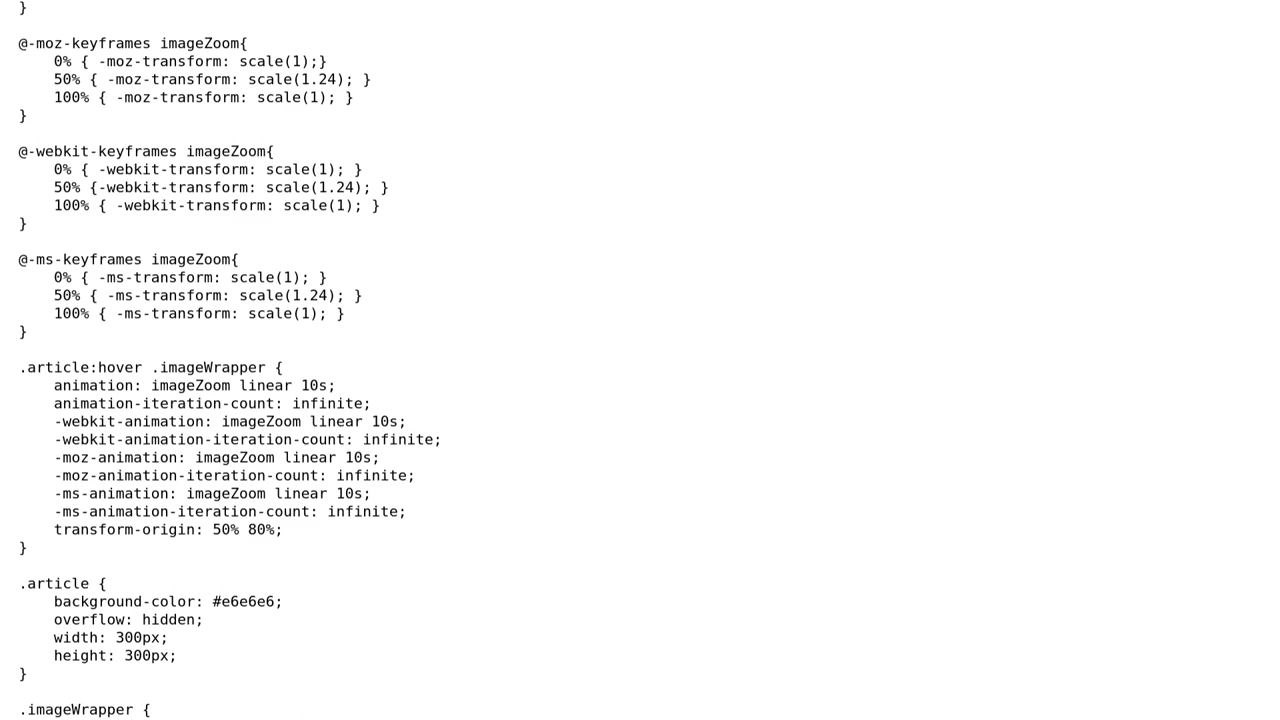 }

@-moz-keyframes imageZoom{
    0% { -moz-transform: scale(1);}
    50% { -moz-transform: scale(1.24); }
    100% { -moz-transform: scale(1); }
}

@-webkit-keyframes imageZoom{
    0% { -webkit-transform: scale(1); }
    50% {-webkit-transform: scale(1.24); }
    100% { -webkit-transform: scale(1); }
}

@-ms-keyframes imageZoom{
    0% { -ms-transform: scale(1); }
    50% { -ms-transform: scale(1.24); }
    100% { -ms-transform: scale(1); }
}

.article:hover .imageWrapper {
    animation: imageZoom linear 10s;
    animation-iteration-count: infinite;
    -webkit-animation: imageZoom linear 10s;
    -webkit-animation-iteration-count: infinite;
    -moz-animation: imageZoom linear 10s;
    -moz-animation-iteration-count: infinite;
    -ms-animation: imageZoom linear 10s;
    -ms-animation-iteration-count: infinite;
    transform-origin: 50% 80%;
}

.article {
    background-color: #e6e6e6;
    overflow: hidden;
    width: 300px;
    height: 300px;
}

.imageWrapper {